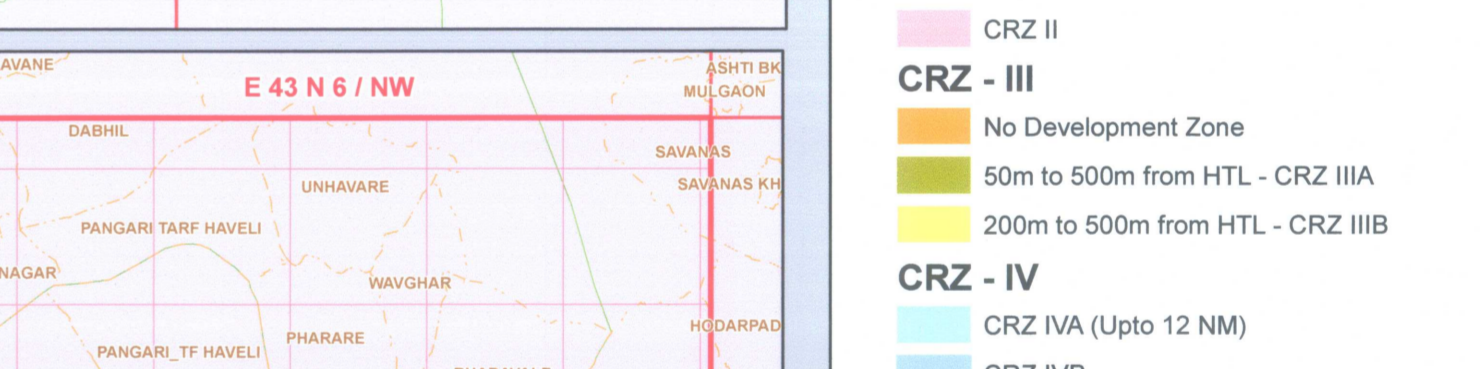 AVANE
E 43 N 6 / NW
ASHTI BK
MULGAON
DABHIL
SAVANAS
UNHAVARE
SAVANAS KH
PANGARI TARF HAVELI
NAGAR
WAVGHAR
HODARPAD
PHARARE
PANGARI_TF HAVELI
CRZ II
CRZ - III
No Development Zone
50m to 500m from HTL - CRZ IIIA
200m to 500m from HTL - CRZ IIIB
CRZ - IV
CRZ IVA (Upto 12 NM)
CRZ IVB